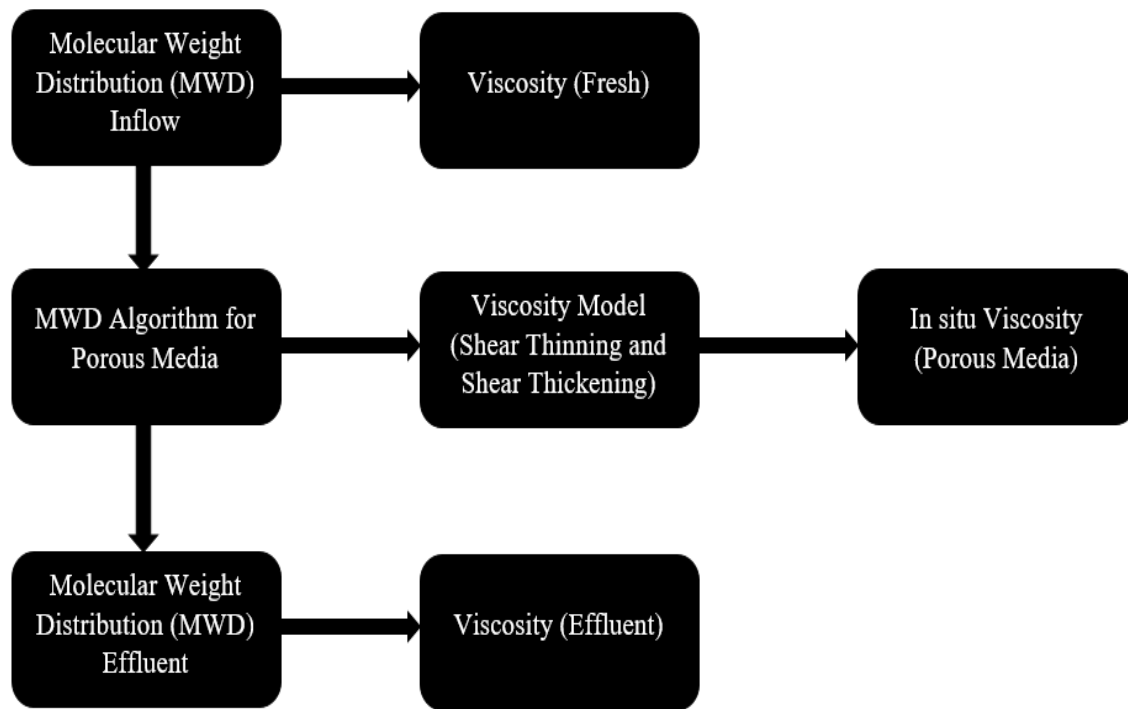 Molecular Weight
Distribution (MWD)
Inflow
Viscosity (Fresh)
MWD Algorithm for
Porous Media
Viscosity Model
(Shear Thinning and
Shear Thickening)
In situ Viscosity
(Porous Media)
Molecular Weight
Distribution (MWD)
Effluent
Viscosity (Effluent)